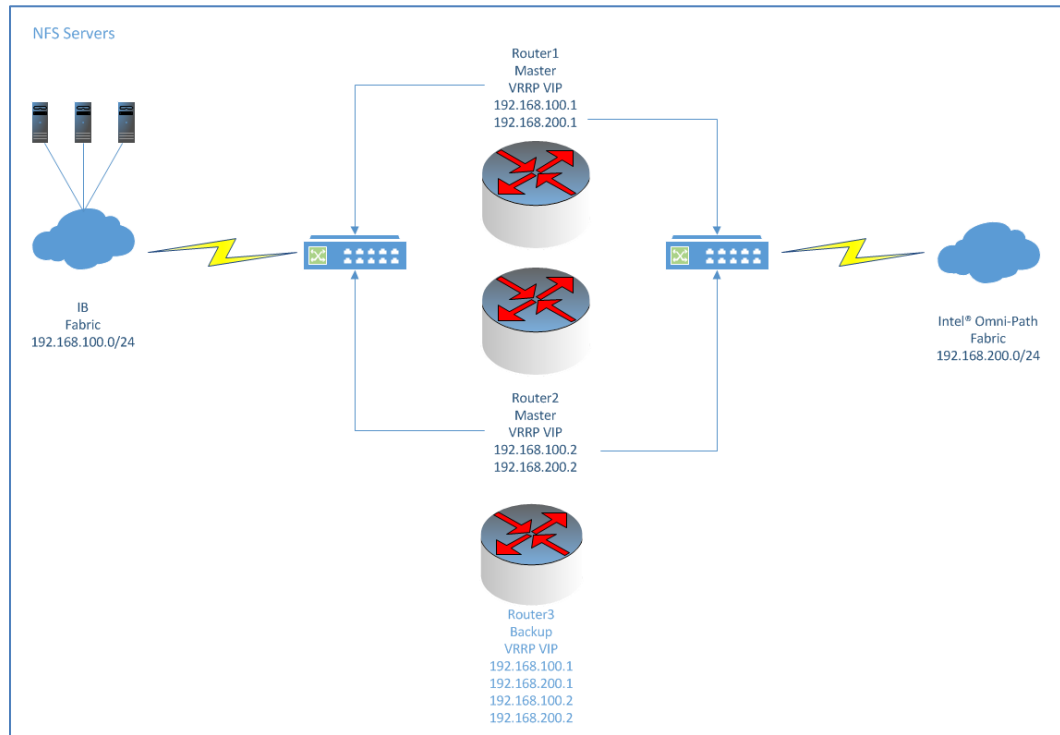 NFS Servers
Router1
Master
VRRP VIP
192.168.100.1
192.168.200.1
IB
Fabric
192.168.100.0/24
Intel® Omni-Path
Fabric
192.168.200.0/24
Router2
Master
VRRP VIP
192.168.100.2
192.168.200.2
Router3
Backup
VRRP VIP
192.168.100.1
192.168.200.1
192.168.100.2
192.168.200.2